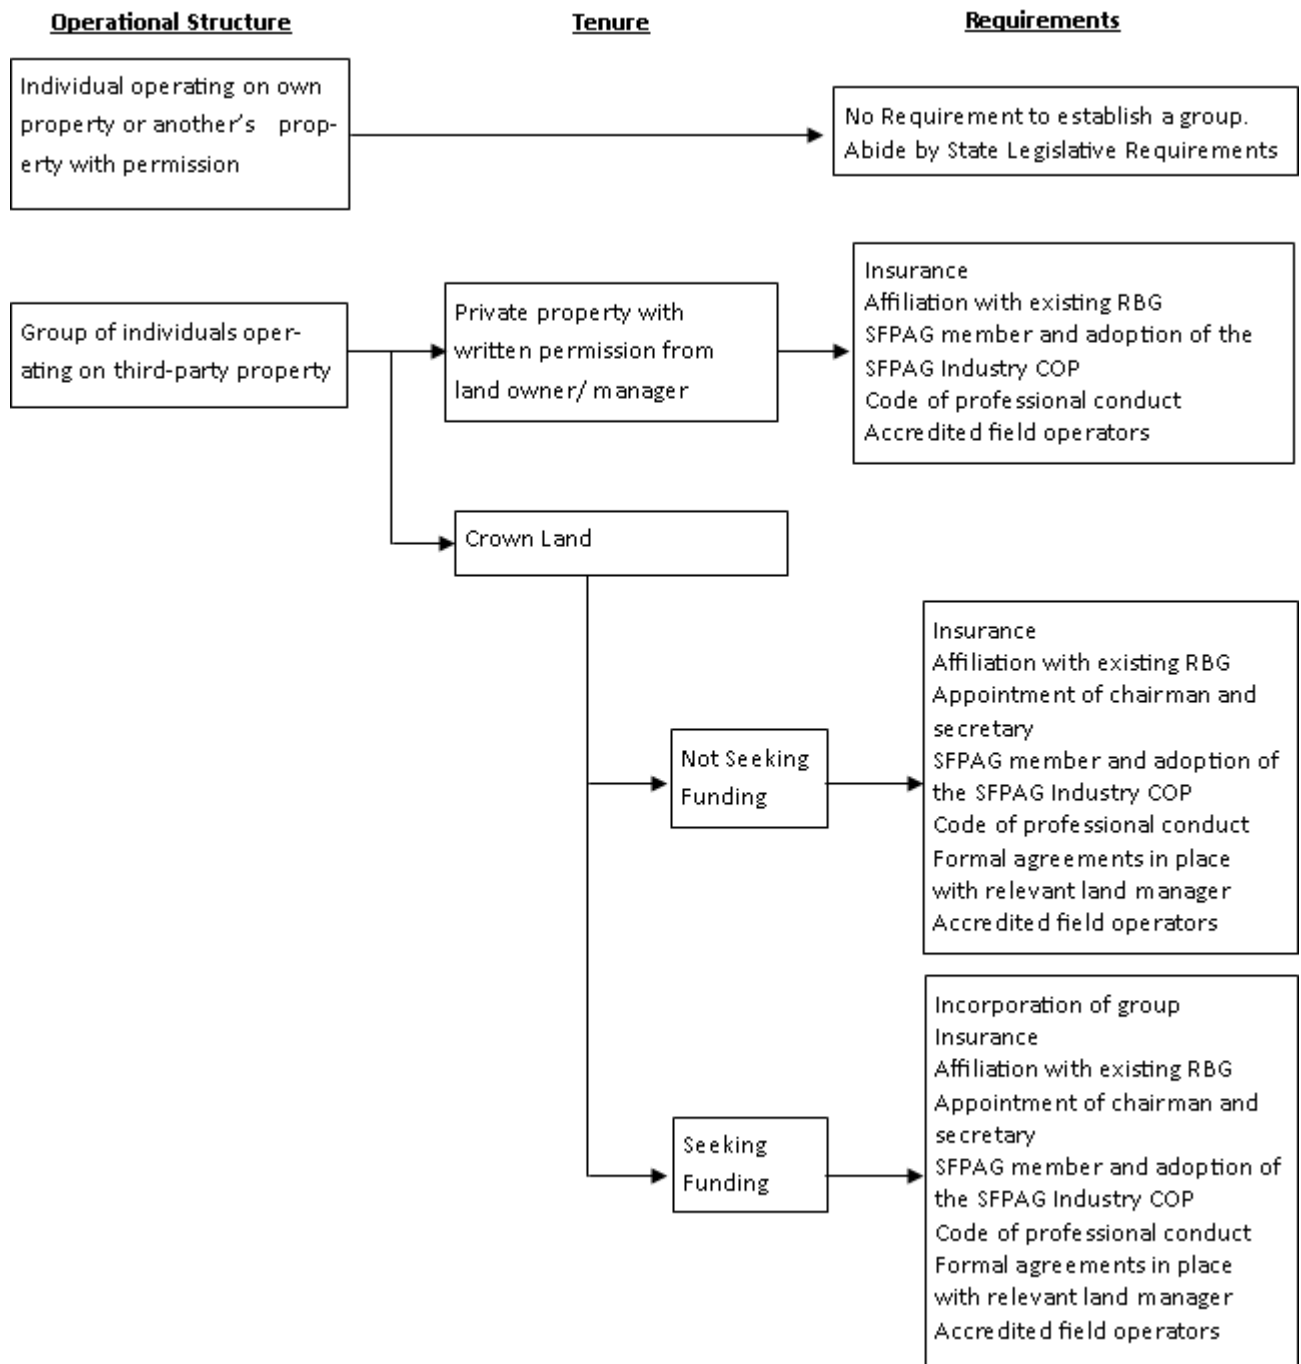 Operational Structure
Tenure
Requirements
Individual operating on own
property or another's prop-
erty with permission
No Requirement to establish a group.
Abide by State Legislative Requirements
Group of individuals oper-
ating on third-party property
Private property with
written permission from
land owner/ manager
Insurance
Affiliation with existing RBG
SFPAG member and adoption of the
SFPAG Industry COP
Code of professional conduct
Accredited field operators
Crown Land
Not Seeking
Funding
Insurance
Affiliation with existing RBG
Appointment of chairman and
secretary
SFPAG member and adoption of
the SFPAG Industry COP
Code of professional conduct
Formal agreements in place
with relevant land manager
Accredited field operators
Seeking
Funding
Incorporation of group
Insurance
Affiliation with existing RBG
Appointment of chairman and
secretary
SFPAG member and adoption of
the SFPAG Industry COP
Code of professional conduct
Formal agreements in place
with relevant land manager
Accredited field operators